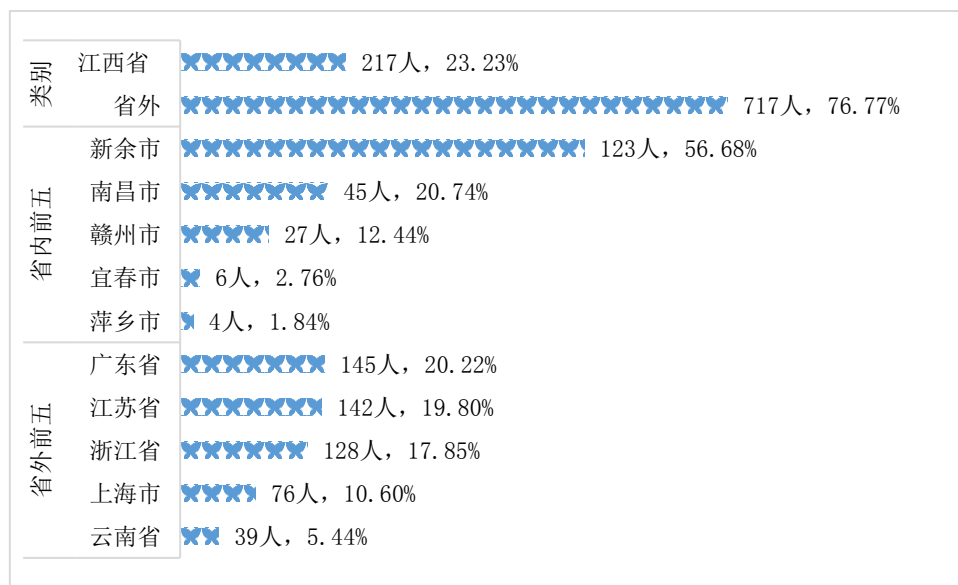 类别
江西省 217人，23.23%
省外 717人，76.77%
省内前五
新余市 123人，56.68%
南昌市 45人，20.74%
赣州市 27人，12.44%
宜春市 6人，2.76%
萍乡市 4人，1.84%
省外前五
广东省 145人，20.22%
江苏省 142人，19.80%
浙江省 128人，17.85%
上海市 76人，10.60%
云南省 39人，5.44%